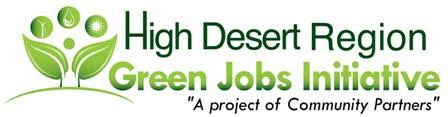 High Desert Region
Green Jobs Initiative
"A project of Community Partners"